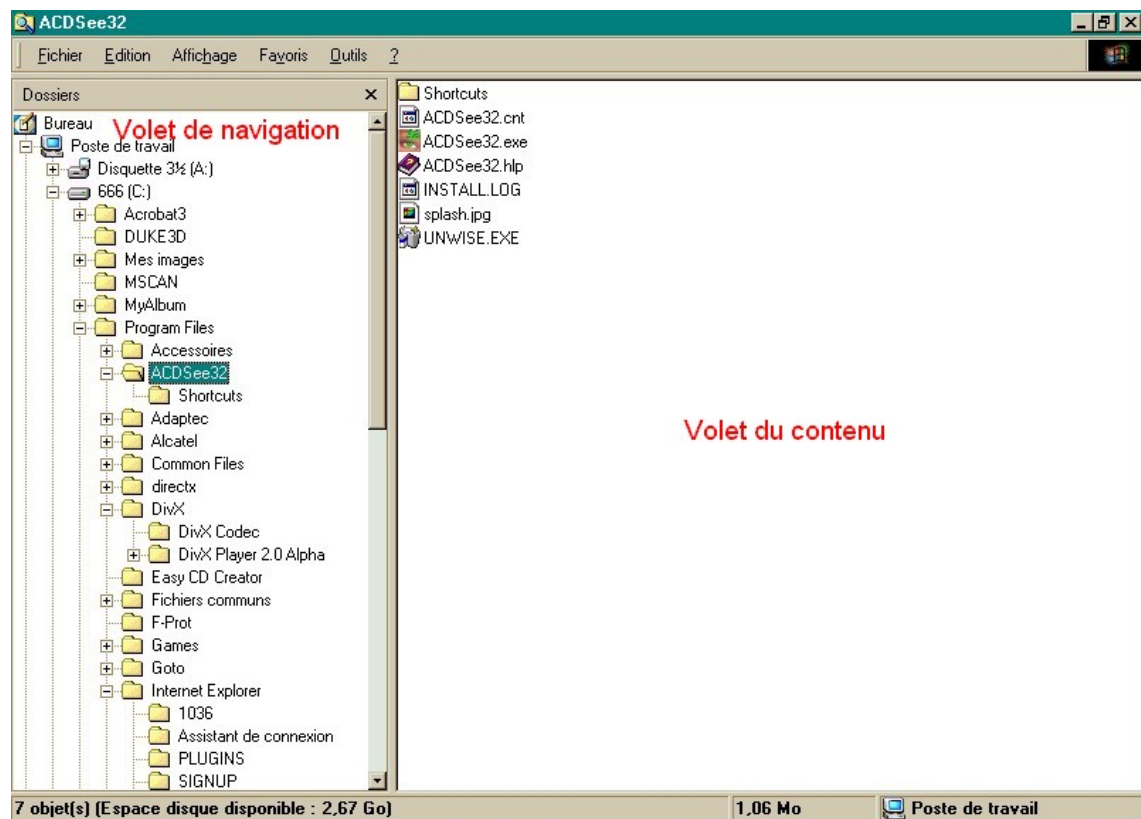 ACDSee32
Fichier Edition Affichage Favoris Outils ?
Dossiers
Bureau
Volet de navigation
Poste de travail
Disquette 3½ (A:)
666 (C:)
Acrobat3
DUKE3D
Mes images
MSCAN
MyAlbum
Program Files
Accessoires
ACDSee32
Shortcuts
Adaptec
Alcatel
Common Files
directx
DivX
DivX Codec
DivX Player 2.0 Alpha
Easy CD Creator
Fichiers communs
F-Prot
Games
Goto
Internet Explorer
1036
Assistant de connexion
PLUGINS
SIGNUP
Shortcuts
ACDSee32.cnt
ACDSee32.exe
ACDSee32.hlp
INSTALL.LOG
splash.jpg
UNWISE.EXE
Volet du contenu
7 objet(s) (Espace disque disponible : 2,67 Go) 1,06 Mo Poste de travail